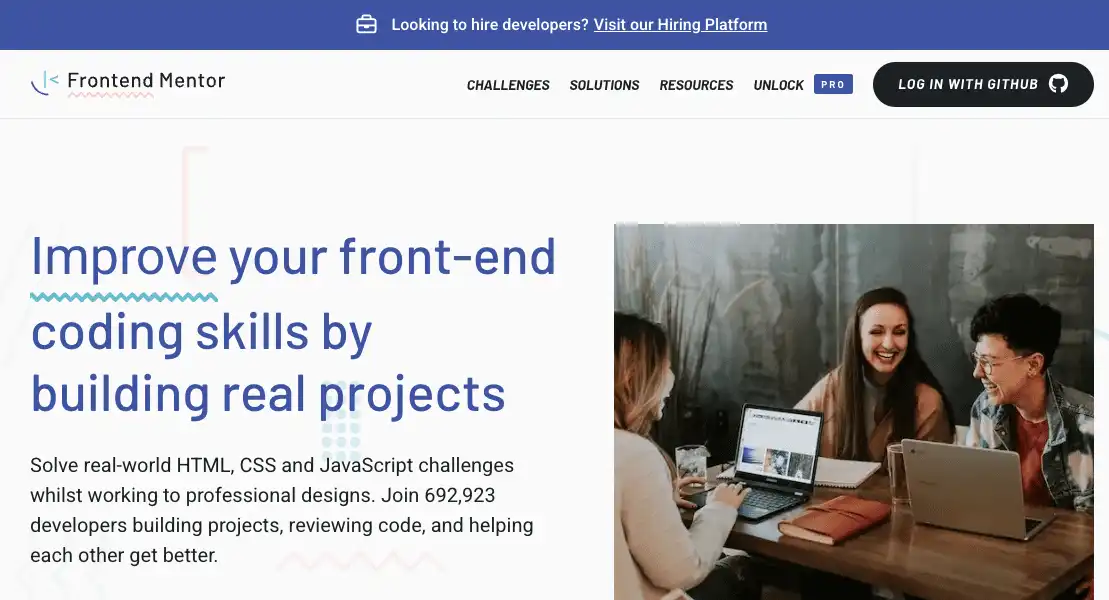 Looking to hire developers? Visit our Hiring Platform
Frontend Mentor
CHALLENGES SOLUTIONS RESOURCES UNLOCK PRO LOG IN WITH GITHUB
Improve your front-end
coding skills by
building real projects
Solve real-world HTML, CSS and JavaScript challenges
whilst working to professional designs. Join 692,923
developers building projects, reviewing code, and helping
each other get better.